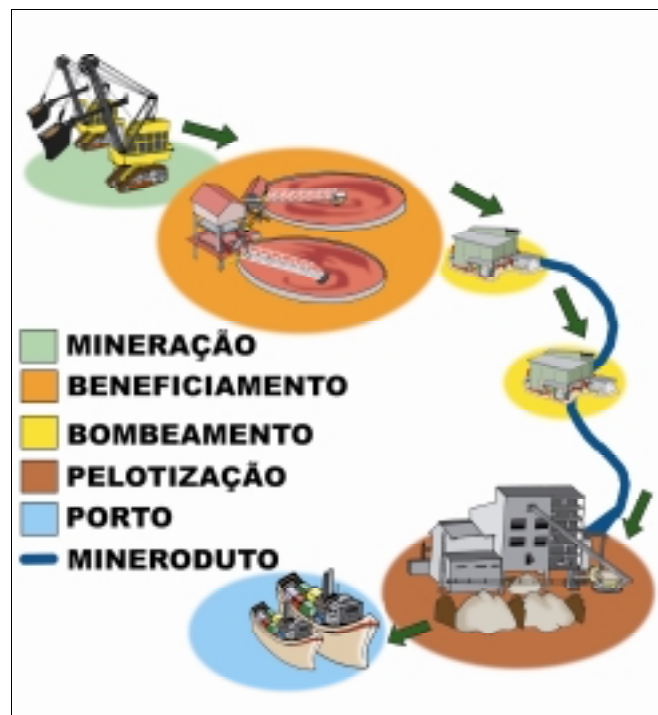 MINERAÇÃO
BENEFICIAMENTO
BOMBEAMENTO
PELOTIZAÇÃO
PORTO
MINERODUTO